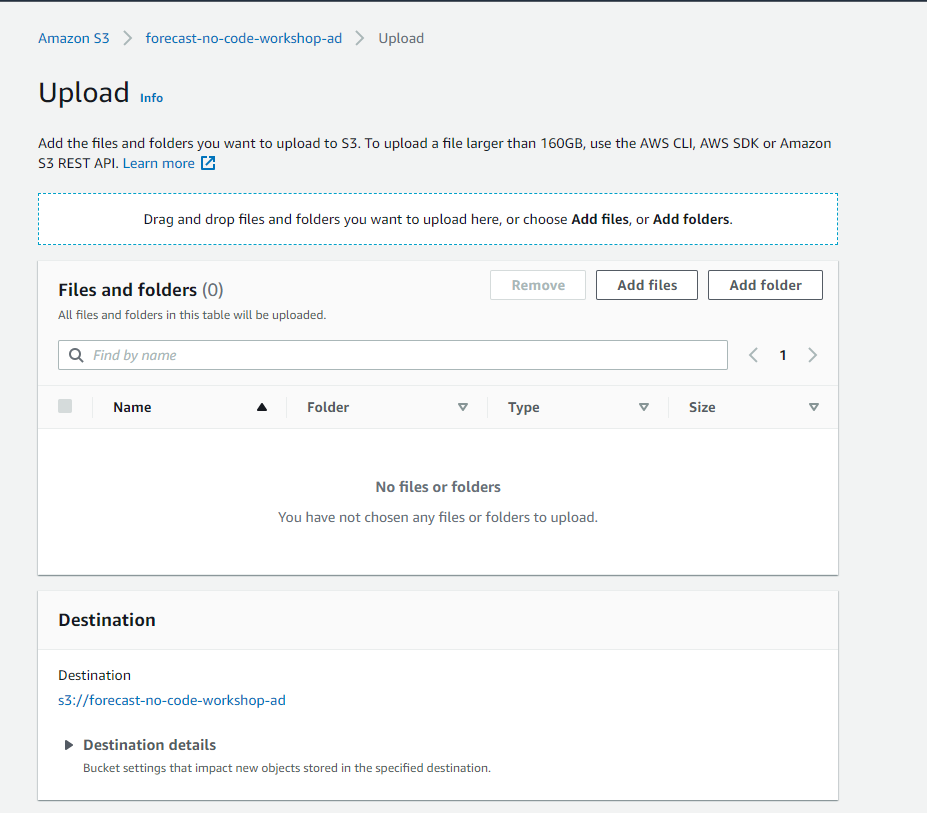 Amazon S3 forecast-no-code-workshop-ad Upload
Upload Info
Add the files and folders you want to upload to S3. To upload a file larger than 160GB, use the AWS CLI, AWS SDK or Amazon
S3 REST API. Learn more
Drag and drop files and folders you want to upload here, or choose Add files, or Add folders.
Files and folders (0)
Remove Add files Add folder
All files and folders in this table will be uploaded.
Find by name
1
Name Folder Type Size
No files or folders
You have not chosen any files or folders to upload.
Destination
Destination
s3://forecast-no-code-workshop-ad
Destination details
Bucket settings that impact new objects stored in the specified destination.